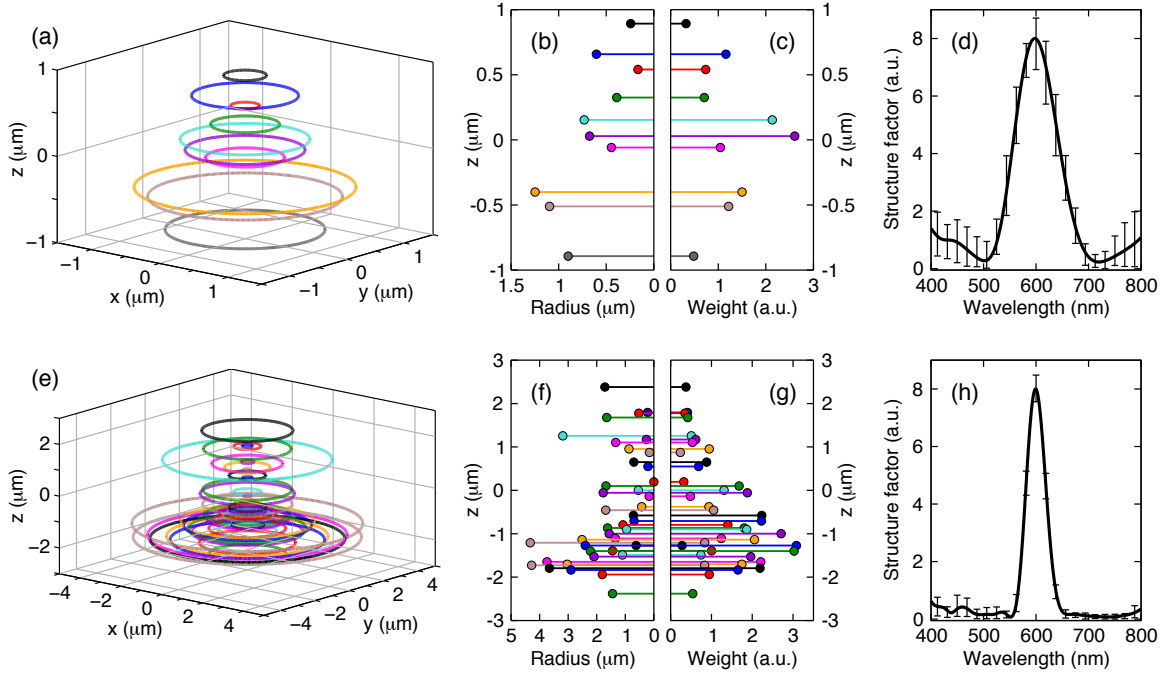 (a)
1
0
-1
z (μm)
−1
0
1
x (μm)
−1
0
1
y (μm)
(b)
1
0.5
0
-0.5
-1
z (μm)
1.5
1
0.5
0
Radius (μm)
(c)
1
0.5
0
0.5
1
z (μm)
0
1
2
3
Weight (a.u.)
(d)
8
6
4
2
0
Structure factor (a.u.)
400 500 600 700 800
Wavelength (nm)
(e)
2
0
−2
z (μm)
−4
−2
0
2
4
x (μm)
−4
−2
0
2
4
y (μm)
(f)
3
2
1
0
-1
-2
-3
z (μm)
5 4 3 2 1 0
Radius (μm)
(g)
3
2
1
0
1
2
3
z (μm)
0 1 2 3
Weight (a.u.)
(h)
8
6
4
2
0
Structure factor (a.u.)
400 500 600 700 800
Wavelength (nm)